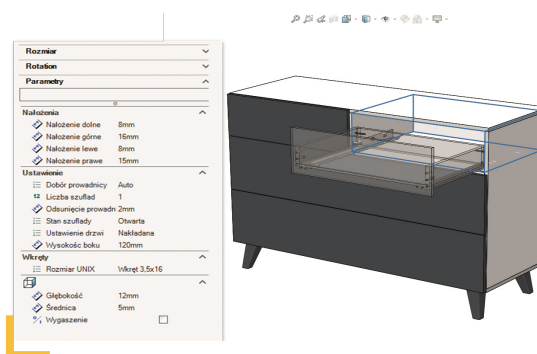 Rozmiar
Rotation
Parametry
Nałożenia
Nałożenie dolne 8mm
Nałożenie górne 16mm
Nałożenie lewe 8mm
Nałożenie prawe 15mm
Ustawienie
Dobór prowadnicy Auto
12 Liczba szuflad 1
Odsunięcie prowadn 2mm
Stan szuflady Otwarta
Ustawienie drzwi Nakładana
Wysokośc boku 120mm
Wkręty
Rozmiar UNIX Wkręt 3,5x16
Głębokość 12mm
Średnica 5mm
Wygaszenie